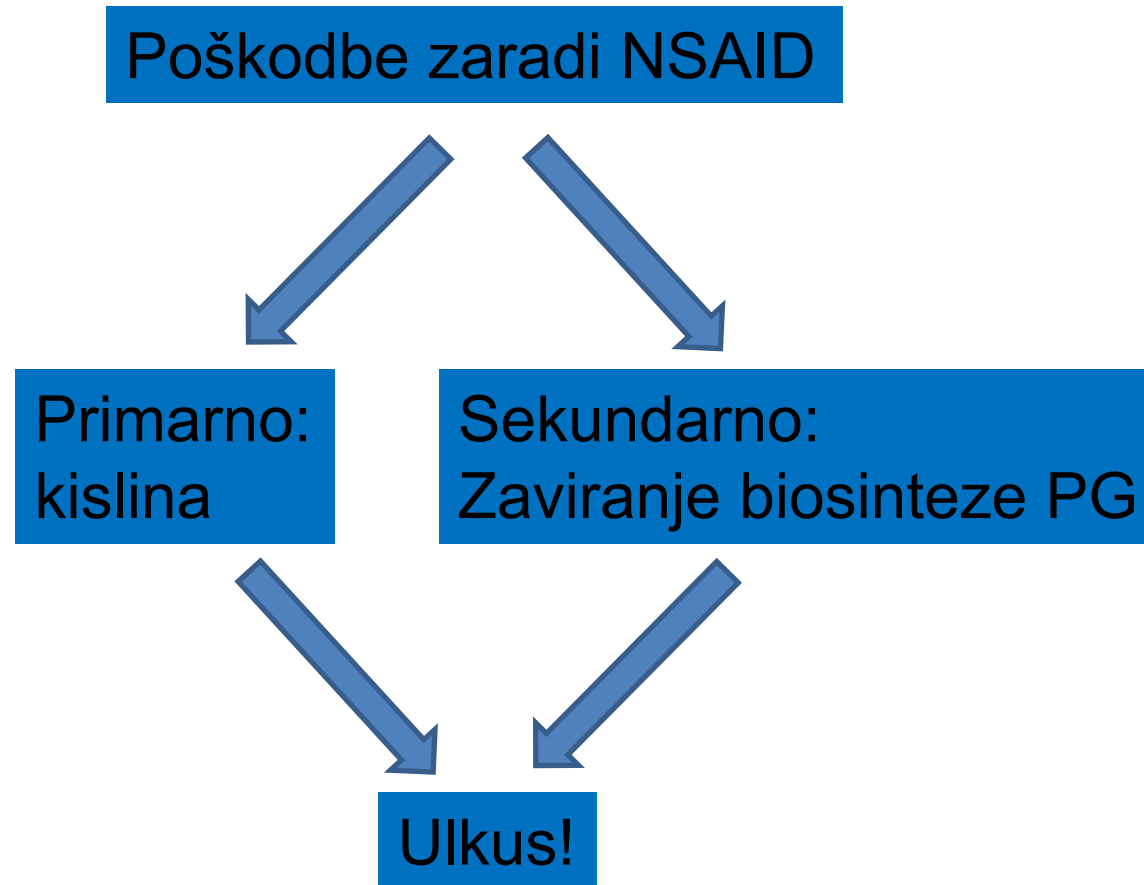 Poškodbe zaradi NSAID
Primarno:
kislina
Sekundarno:
Zaviranje biosinteze PG
Ulkus!